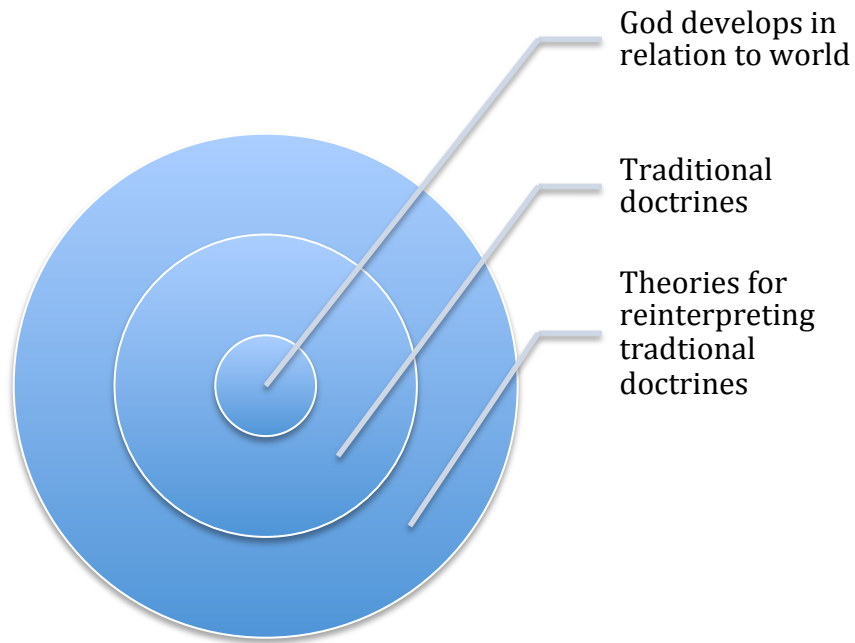 God develops in
relation to world
Traditional
doctrines
Theories for
reinterpreting
tradtional
doctrines